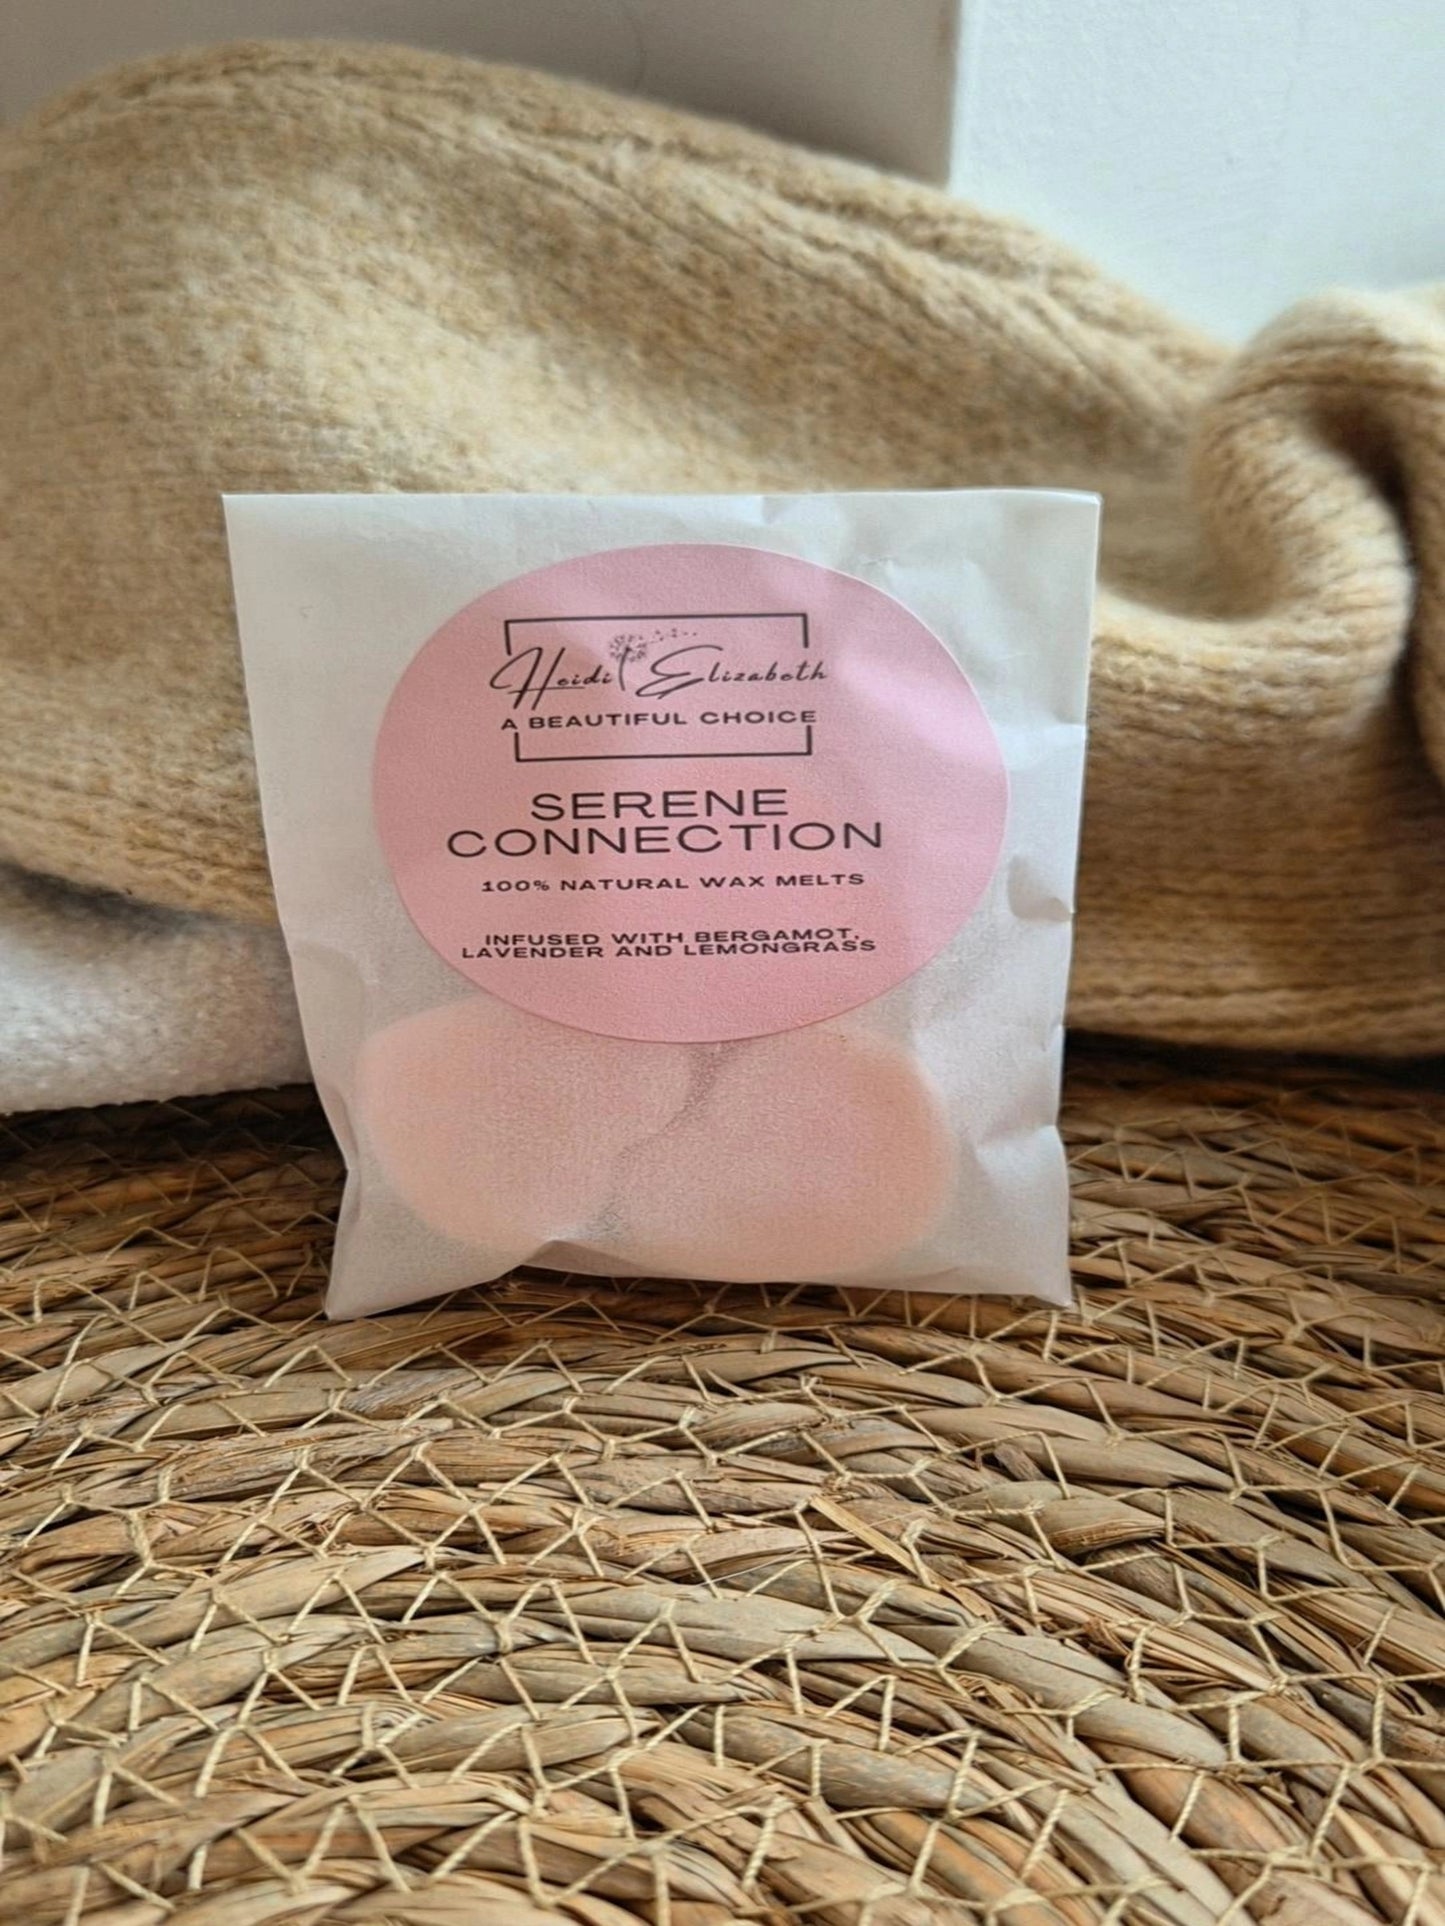 Heidi Elizabeth
A BEAUTIFUL CHOICE
SERENE
CONNECTION
100% NATURAL WAX MELTS
INFUSED WITH BERGAMOT,
LAVENDER AND LEMONGRASS